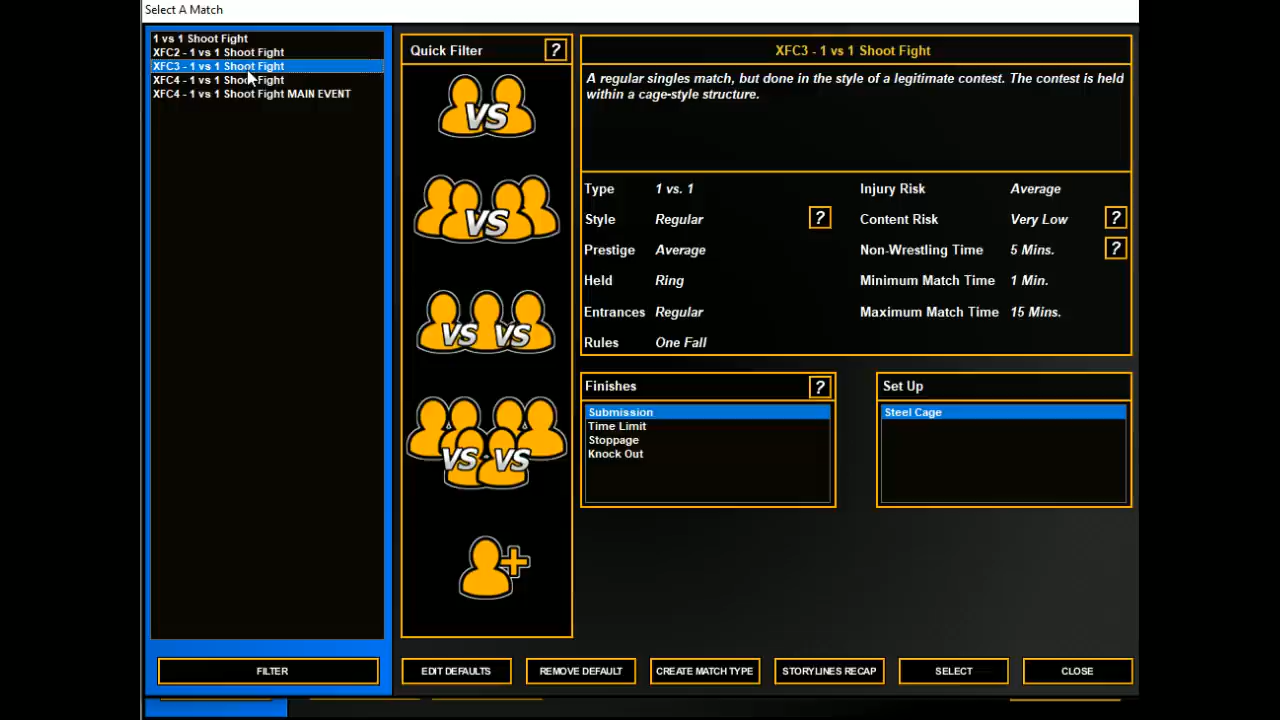 Select A Match
1 vs 1 Shoot Fight
XFC2 - 1 vs 1 Shoot Fight
XFC3 - 1 vs 1 Shoot Fight
XFC4 - 1 vs 1 Shoot Fight
XFC4 - 1 vs 1 Shoot Fight MAIN EVENT
FILTER
Quick Filter ?
VS
VS
VS VS
VS VS
XFC3 - 1 vs 1 Shoot Fight
A regular singles match, but done in the style of a legitimate contest. The contest is held
within a cage-style structure.
Type 1 vs. 1
Style Regular ?
Prestige Average
Held Ring
Entrances Regular
Rules One Fall
Injury Risk Average
Content Risk Very Low ?
Non-Wrestling Time 5 Mins. ?
Minimum Match Time 1 Min.
Maximum Match Time 15 Mins.
Finishes ?
Submission
Time Limit
Stoppage
Knock Out
Set Up
Steel Cage
EDIT DEFAULTS
REMOVE DEFAULT
CREATE MATCH TYPE
STORYLINES RECAP
SELECT
CLOSE